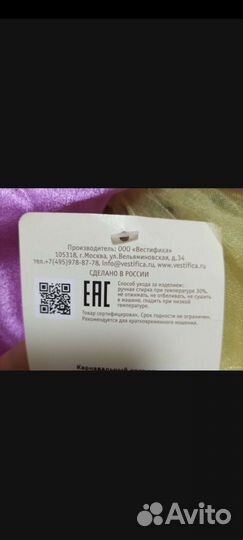 Производитель: ООО «Вестифика»
105318, г.Москва, ул.Вельяминовская, д.34
тел.+7(495)978-87-78, info@vestifica.ru, www.vestifica.ru
СДЕЛАНО В РОССИИ
EAC
Способ ухода за изделием:
ручная стирка при температуре 30%,
не отжимать, не отбеливать, не сушить
в машине, гладить при низкой
температуре.
Товар сертифицирован. Срок годности не ограничен.
Рекомендуется для кратковременного ношения.
Карнавальный
Avito